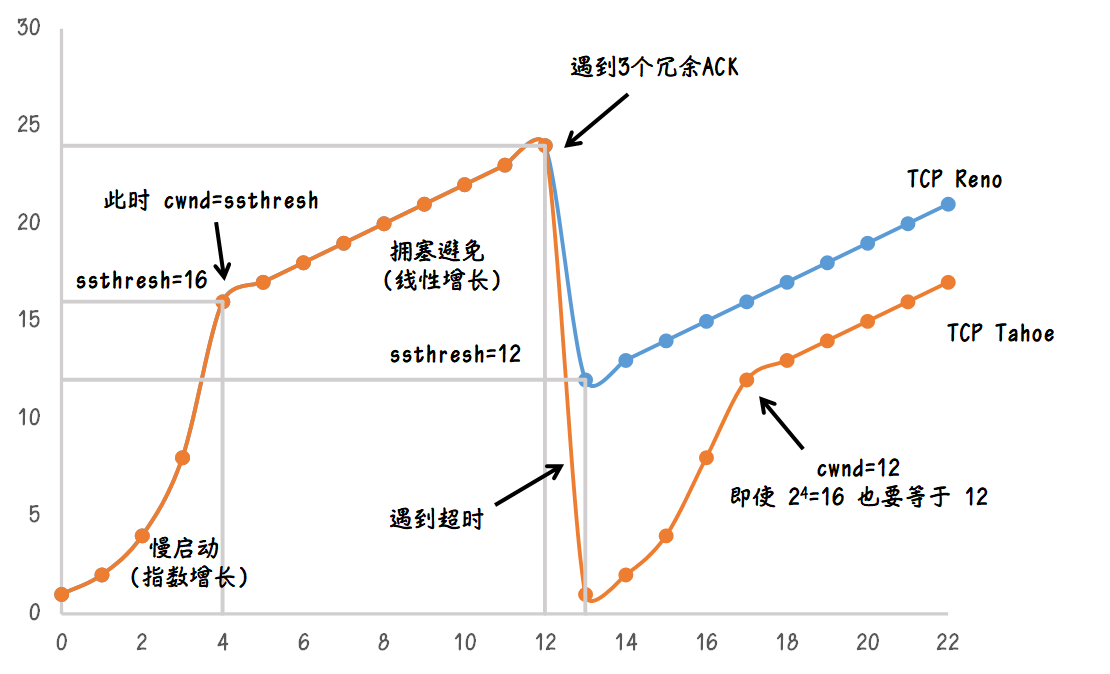 30
遇到3个冗余ACK
25
TCP Reno
此时 cwnd=ssthresh
20
拥塞避免
(线性增长)
ssthresh=16
15
TCP Tahoe
ssthresh=12
10
cwnd=12
即使 2⁴=16 也要等于 12
5
遇到超时
慢启动
(指数增长)
0
0 2 4 6 8 10 12 14 16 18 20 22